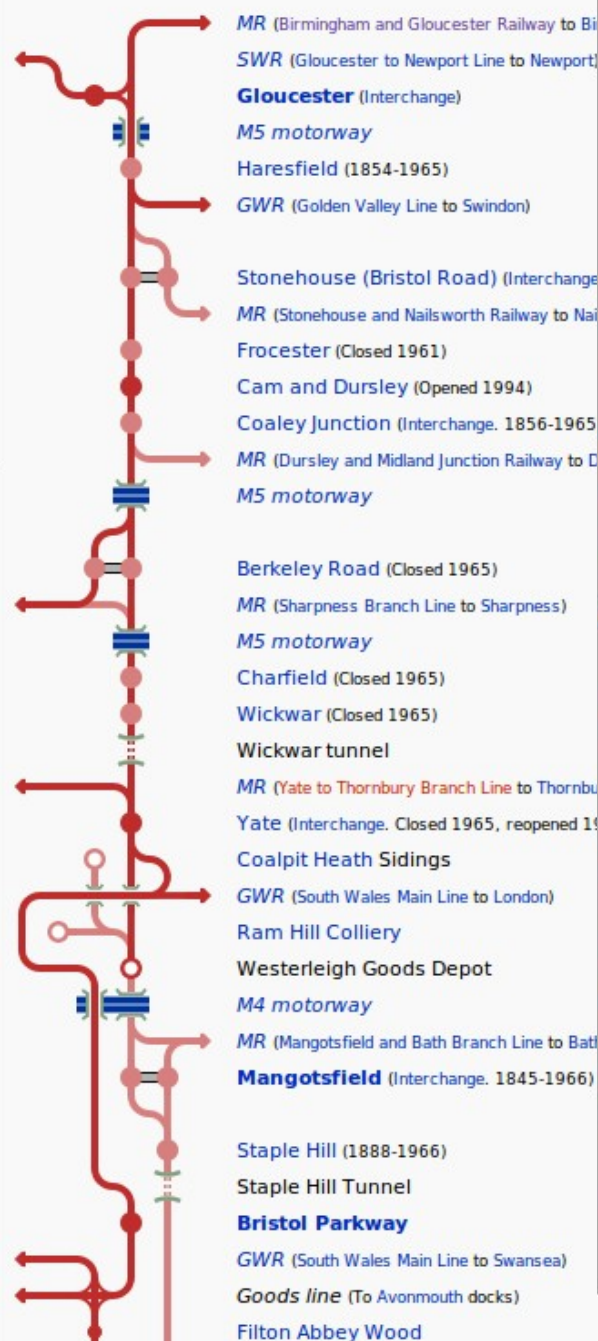 MR (Birmingham and Gloucester Railway to Bi
SWR (Gloucester to Newport Line to Newport)
Gloucester (Interchange)
M5 motorway
Haresfield (1854-1965)
GWR (Golden Valley Line to Swindon)
Stonehouse (Bristol Road) (Interchange
MR (Stonehouse and Nailsworth Railway to Nai
Frocester (Closed 1961)
Cam and Dursley (Opened 1994)
Coaley Junction (Interchange. 1856-1965
MR (Dursley and Midland Junction Railway to D
M5 motorway
Berkeley Road (Closed 1965)
MR (Sharpness Branch Line to Sharpness)
M5 motorway
Charfield (Closed 1965)
Wickwar (Closed 1965)
Wickwar tunnel
MR (Yate to Thornbury Branch Line to Thornbu
Yate (Interchange. Closed 1965, reopened 19
Coalpit Heath Sidings
GWR (South Wales Main Line to London)
Ram Hill Colliery
Westerleigh Goods Depot
M4 motorway
MR (Mangotsfield and Bath Branch Line to Bath
Mangotsfield (Interchange. 1845-1966)
Staple Hill (1888-1966)
Staple Hill Tunnel
Bristol Parkway
GWR (South Wales Main Line to Swansea)
Goods line (To Avonmouth docks)
Filton Abbey Wood